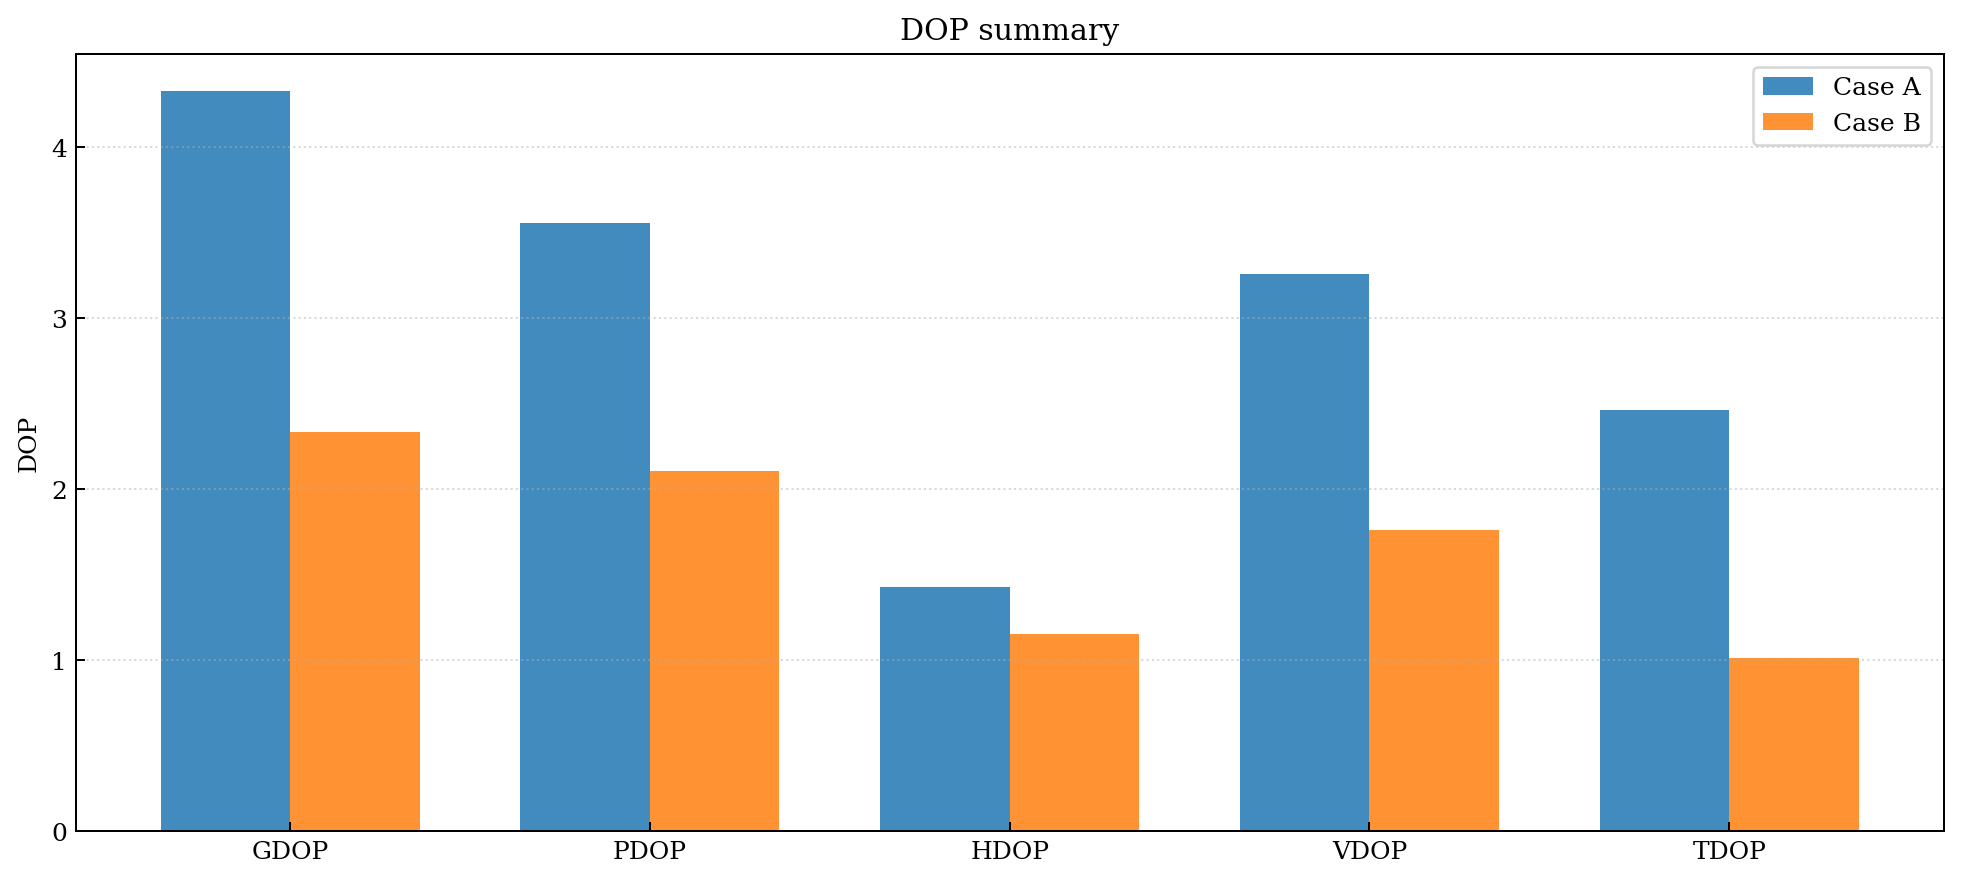 DOP summary
Case A
Case B
4
3
2
1
0
DOP
GDOP PDOP HDOP VDOP TDOP